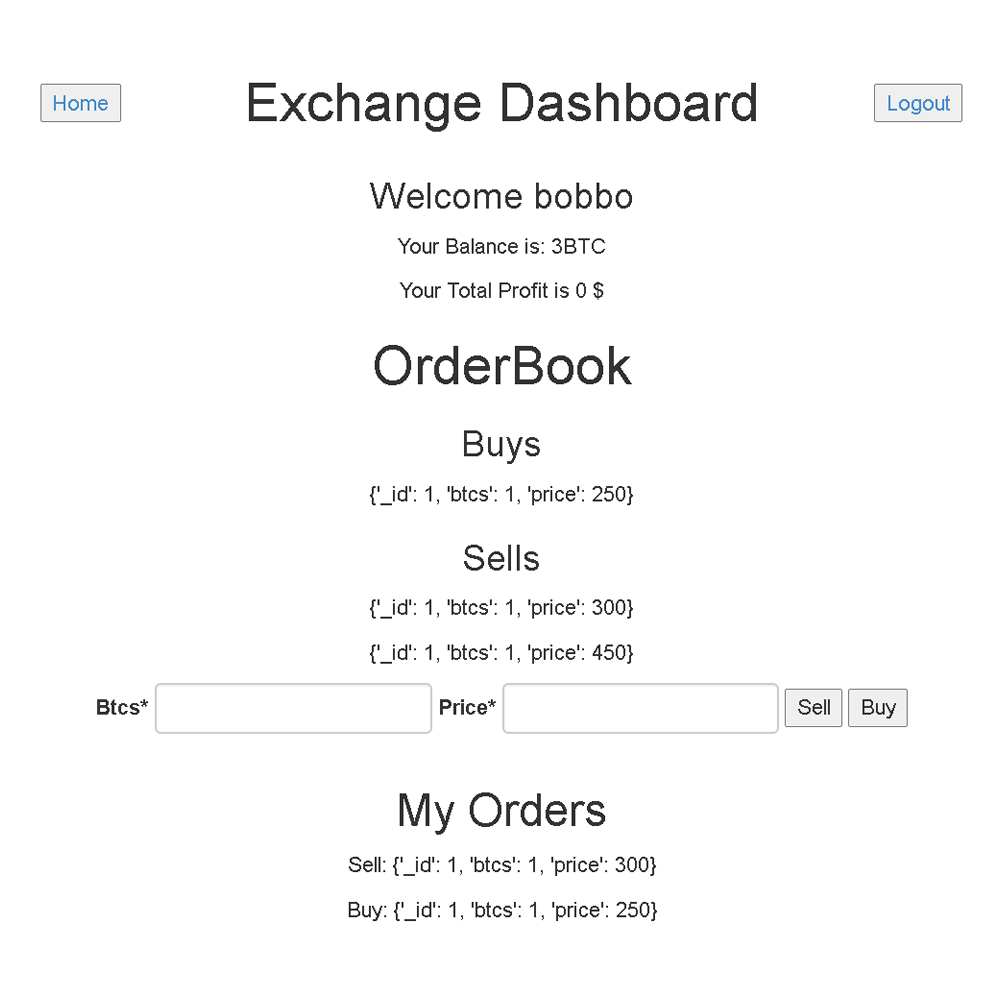 Home Exchange Dashboard Logout
Welcome bobbo
Your Balance is: 3BTC
Your Total Profit is 0 $
OrderBook
Buys
{'_id': 1, 'btcs': 1, 'price': 250}
Sells
{'_id': 1, 'btcs': 1, 'price': 300}
{'_id': 1, 'btcs': 1, 'price': 450}
Btcs* Price* Sell Buy
My Orders
Sell: {'_id': 1, 'btcs': 1, 'price': 300}
Buy: {'_id': 1, 'btcs': 1, 'price': 250}